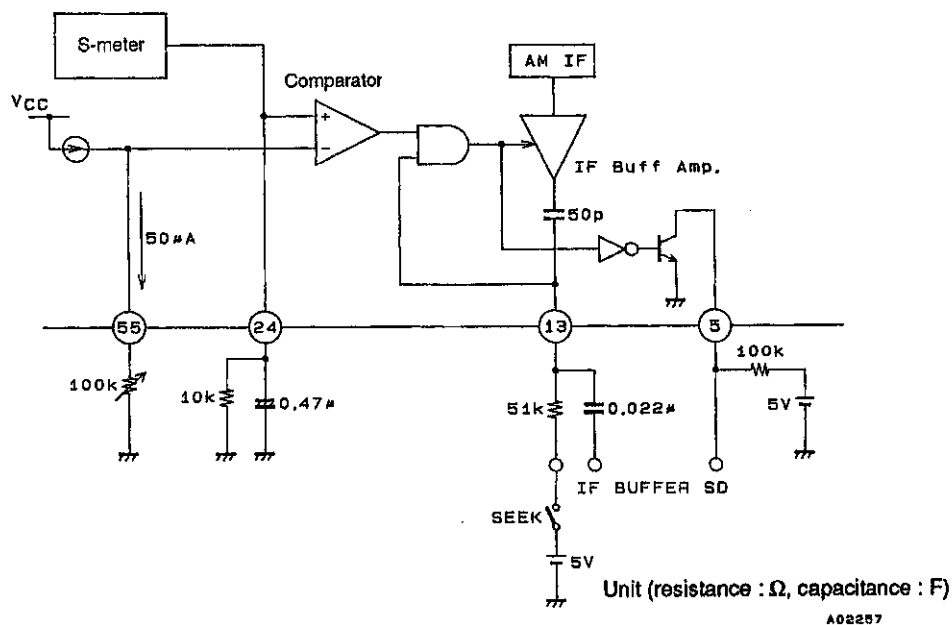 S-meter
AM IF
Comparator
VCC
+
−
IF Buff Amp.
50p
50μA
55
24
13
5
100k
100k
10k
0.47μ
51k
0.022μ
5V
IF BUFFER SD
SEEK
5V
Unit (resistance : Ω, capacitance : F)
A02257